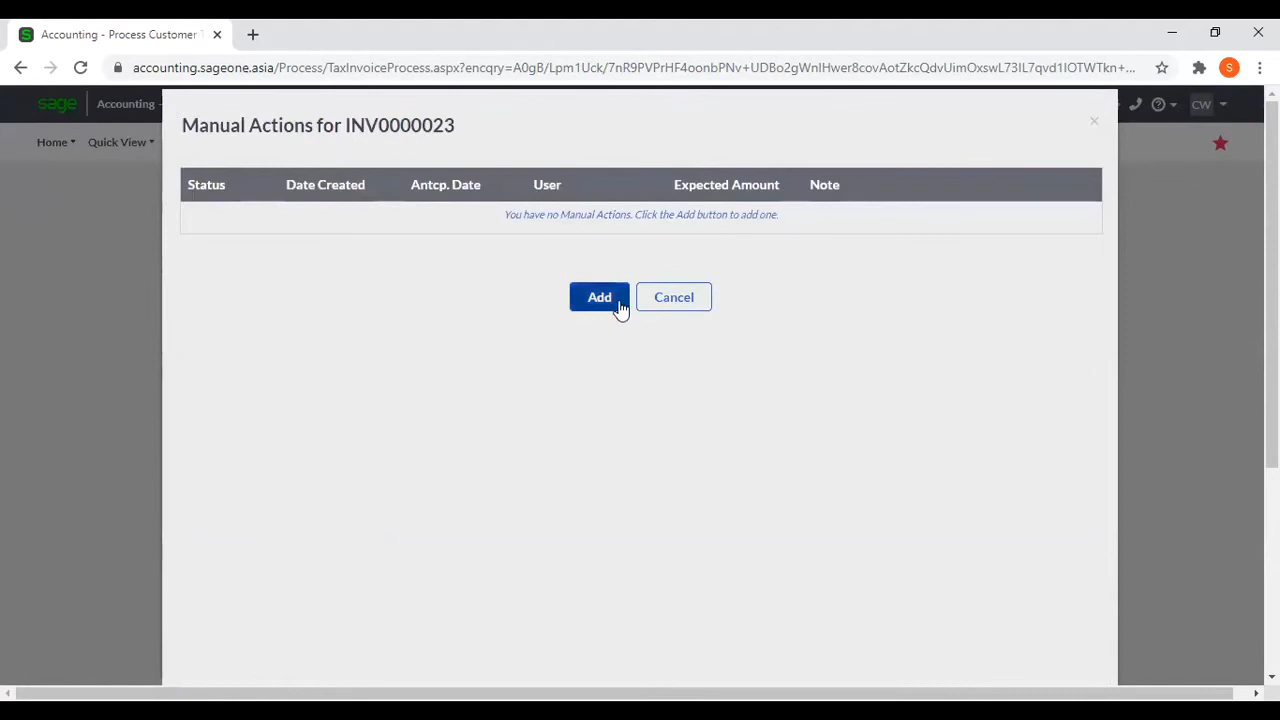 Accounting - Process Customer T
accounting.sageone.asia/Process/TaxInvoiceProcess.aspx?enqry=A0gB/Lpm1Uck/7nR9PVPrHF4oonbPNv+UDBo2gWnIHwer8covAotZkcQdvUimOxswL73IL7qvd1IOTWTkn+...
S
sage
Accounting -
CW
Home
Quick View
Manual Actions for INV0000023
×
Status Date Created Antcp. Date User Expected Amount Note
You have no Manual Actions. Click the Add button to add one.
Add Cancel